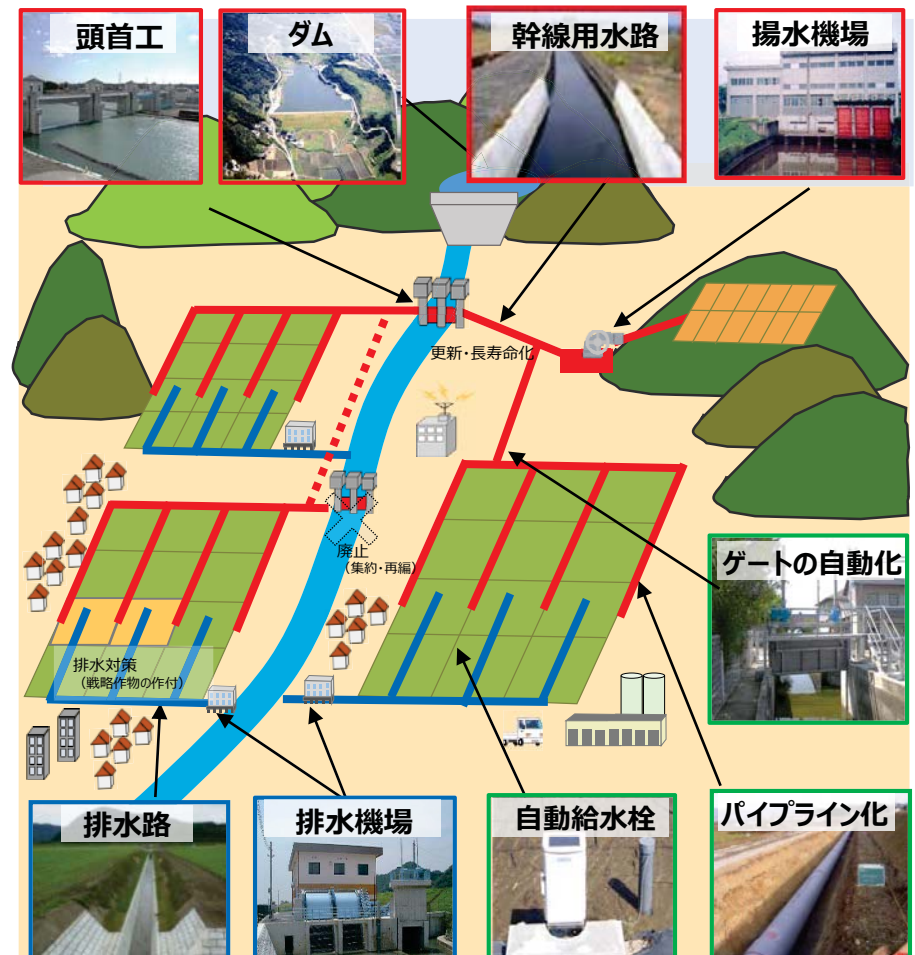 頭首工
ダム
幹線用水路
揚水機場
更新・長寿命化
廃止
（集約・再編）
ゲートの自動化
排水対策
（戦略作物の作付）
排水路
排水機場
自動給水栓
パイプライン化